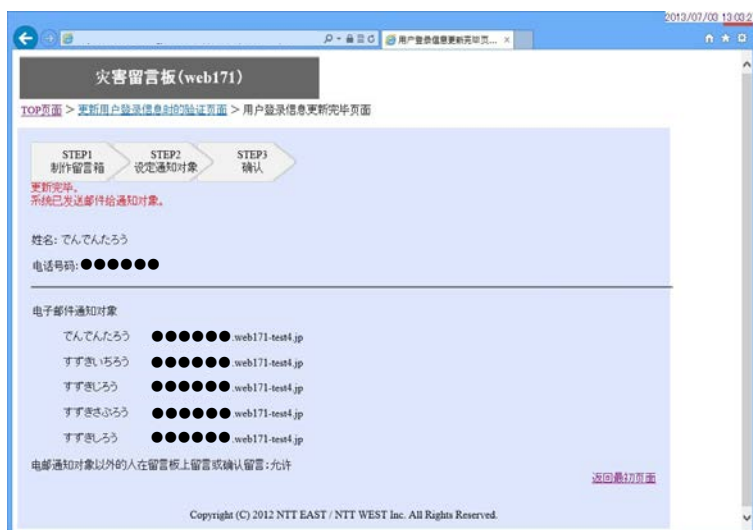 2013/07/03 13:03:2
用户登录信息更新完毕页... ×
灾害留言板(web171)
TOP页面 > 更新用户登录信息时的验证页面 > 用户登录信息更新完毕页面
STEP1 STEP2 STEP3
制作留言箱 设定通知对象 确认
更新完毕。
系统已发送邮件给通知对象。
姓名: でんでんたろう
电话号码:●●●●●●
电子邮件通知对象
でんでんたろう ●●●●●●.web171-test4.jp
すずきいちろう ●●●●●●.web171-test4.jp
すずきじろう ●●●●●●.web171-test4.jp
すずきさぶろう ●●●●●●.web171-test4.jp
すずきしろう ●●●●●●.web171-test4.jp
电邮通知对象以外的人在留言板上留言或确认留言:允许
返回最初页面
Copyright (C) 2012 NTT EAST / NTT WEST Inc. All Rights Reserved.